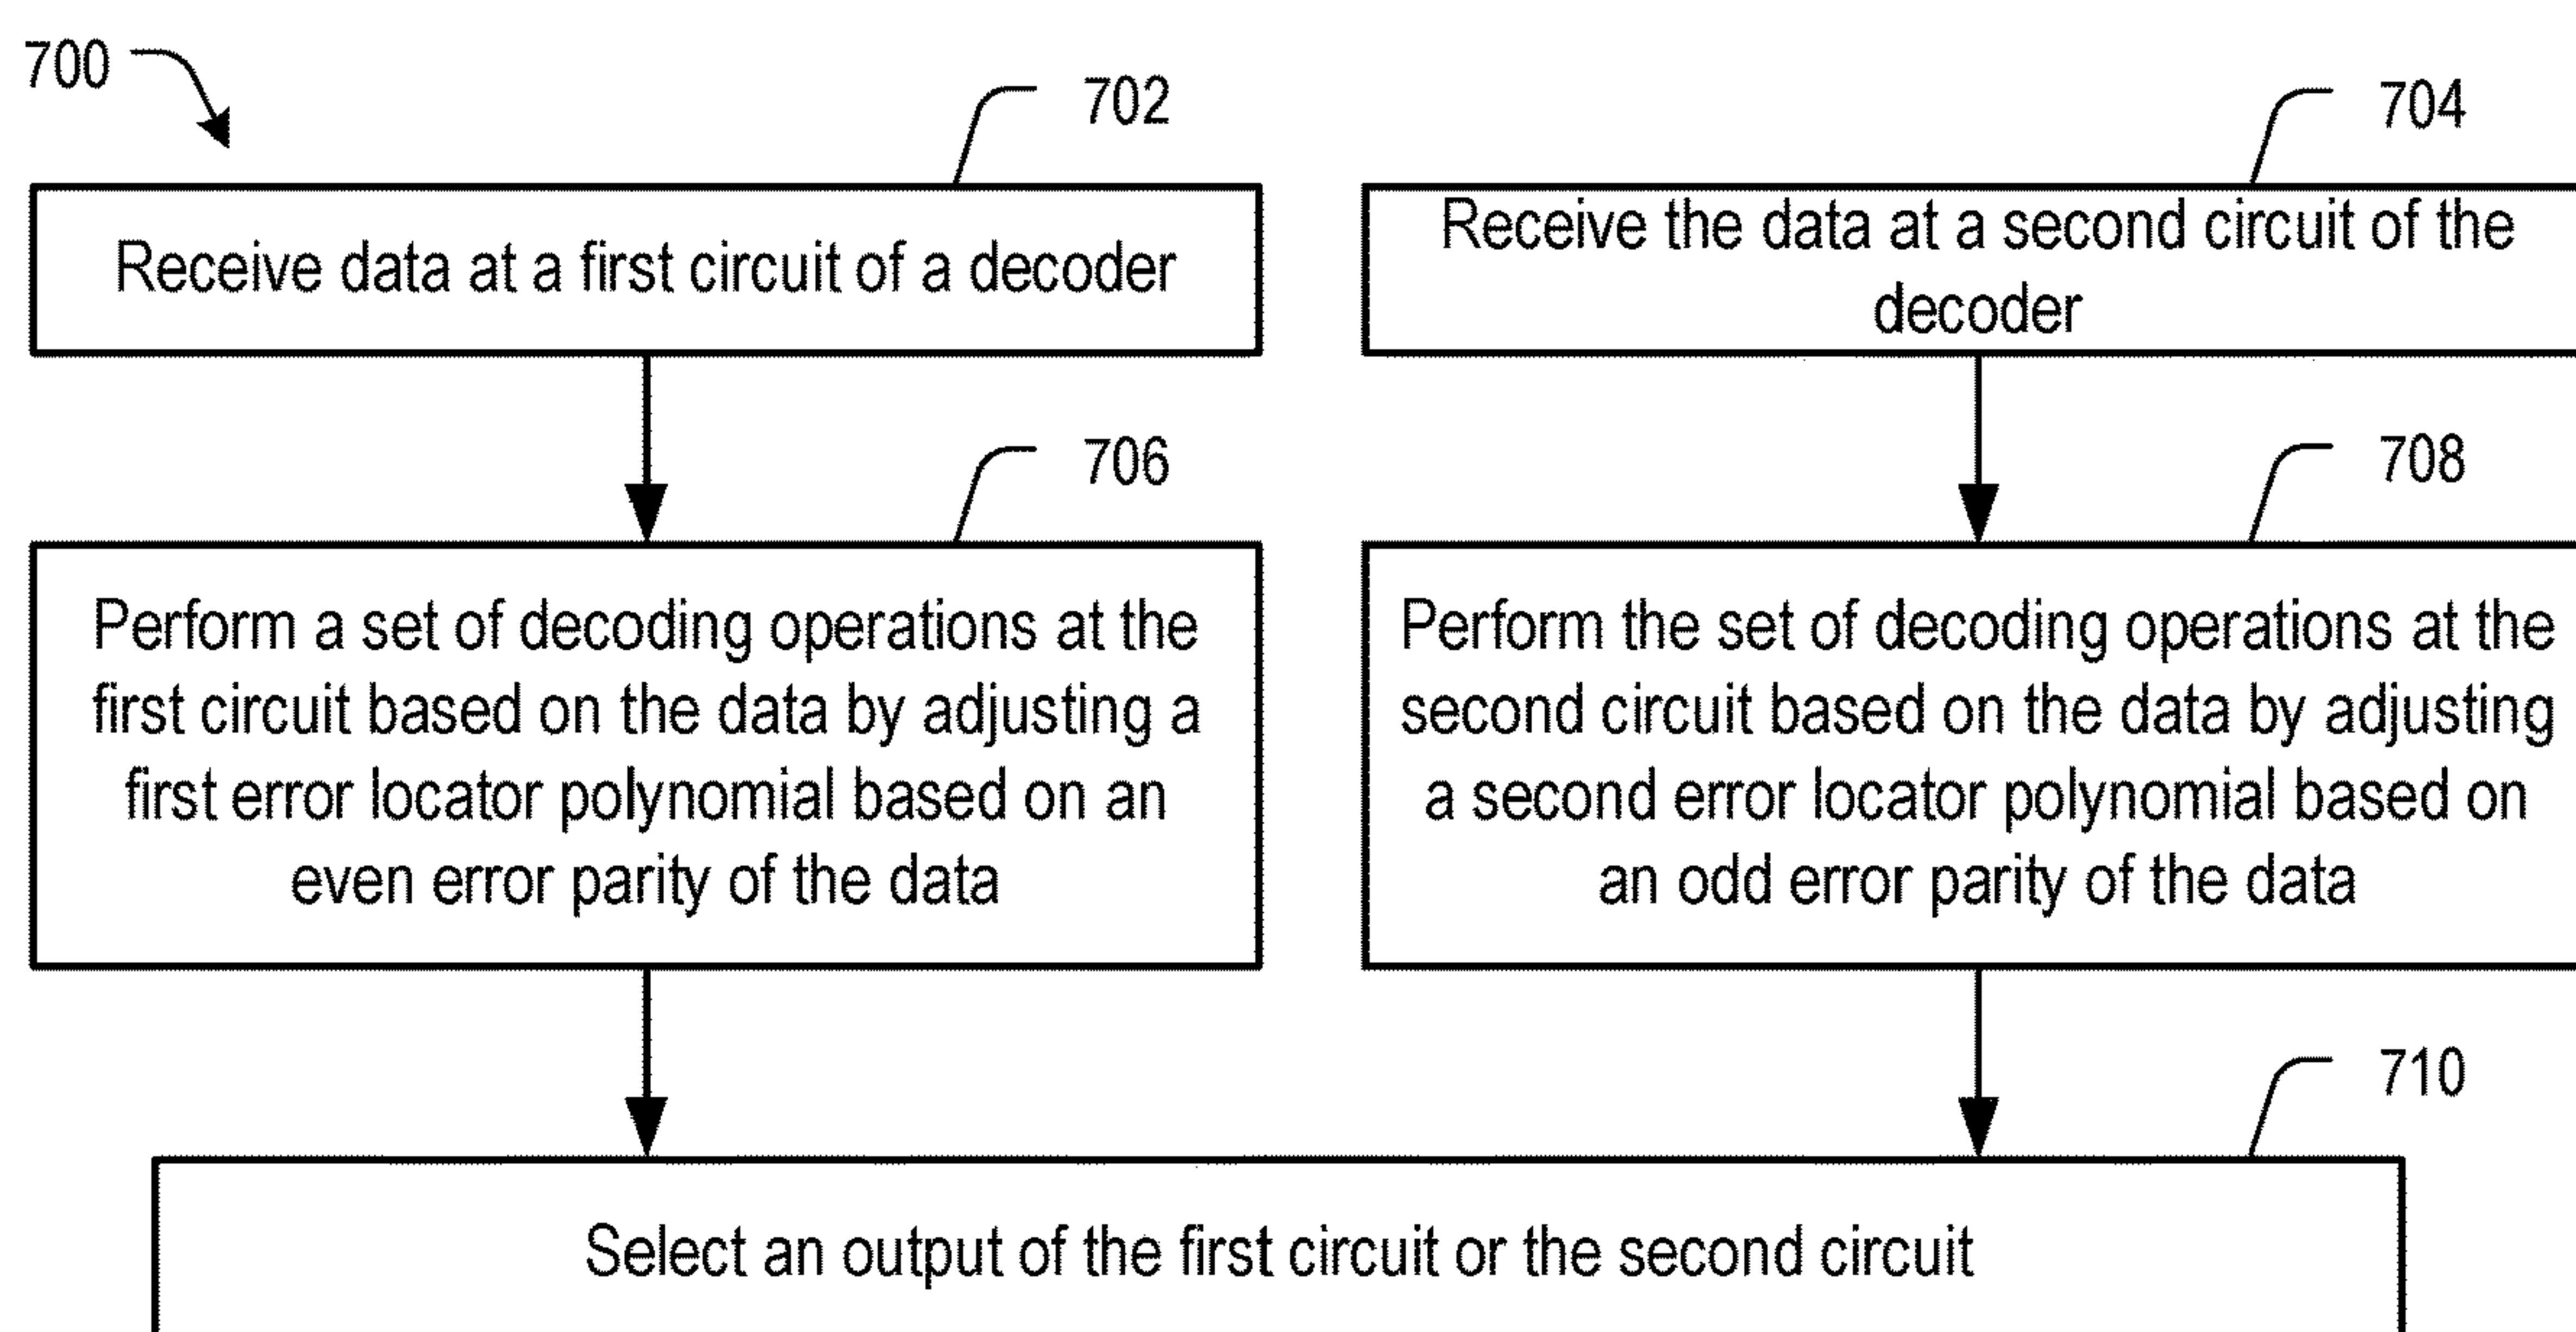 700
702
704
Receive data at a first circuit of a decoder
Receive the data at a second circuit of the
decoder
706
708
Perform a set of decoding operations at the
first circuit based on the data by adjusting a
first error locator polynomial based on an
even error parity of the data
Perform the set of decoding operations at the
second circuit based on the data by adjusting
a second error locator polynomial based on
an odd error parity of the data
710
Select an output of the first circuit or the second circuit